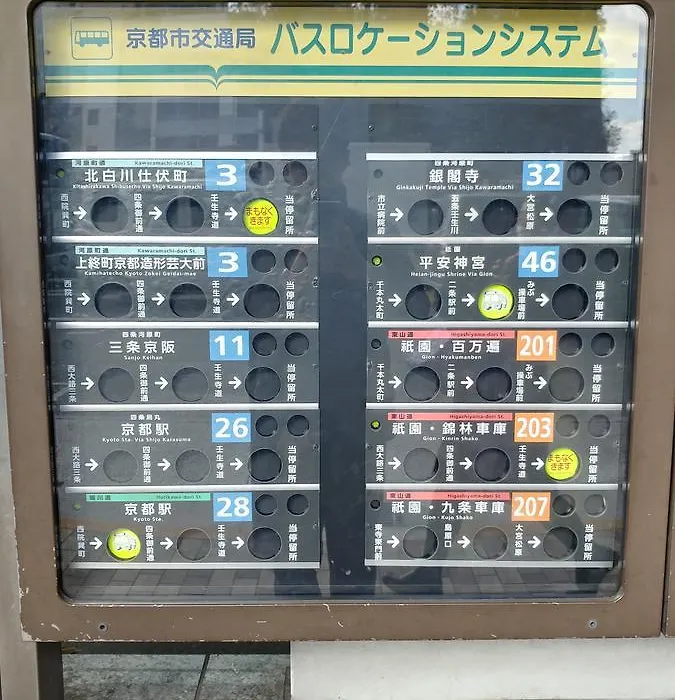 京都市交通局 バスロケーションシステム
河原町通 Kawaramachi-dori St.
北白川仕伏町 3
Kitashirakawa Shibusecho Via Shijo Kawaramachi
西院巽町 → 四条御前通 → 壬生寺道 → まもなくきます 当停留所
河原町通 Kawaramachi-dori St.
上終町京都造形芸大前 3
Kamihatecho Kyoto Zokei Geidai-mae
西院巽町 → 四条御前通 → 壬生寺道 → 当停留所
四条河原町
三条京阪 11
Sanjo Keihan
西大路三条 → 四条御前通 → 壬生寺道 → 当停留所
四条烏丸
京都駅 26
Kyoto Sta. Via Shijo Karasuma
西大路三条 → 四条御前通 → 壬生寺道 → 当停留所
堀川通 Horikawa-dori St.
京都駅 28
Kyoto Sta.
西院巽町 → 四条御前通 → 壬生寺道 → 当停留所
四条河原町
銀閣寺 32
Ginkakuji Temple Via Shijo Kawaramachi
市立病院前 → 五条壬生川 → 大宮松原 → 当停留所
祇園
平安神宮 46
Heian-jingu Shrine Via Gion
千本丸太町 → 二条駅前 → みぶ操車場前 → 当停留所
東山通 Higashiyama-dori St.
祇園・百万遍 201
Gion - Hyakumanben
千本丸太町 → 二条駅前 → みぶ操車場前 → 当停留所
東山通 Higashiyama-dori St.
祇園・錦林車庫 203
Gion - Kinrin Shako
西大路三条 → 四条御前通 → 壬生寺道 → まもなくきます 当停留所
東山通 Higashiyama-dori St.
祇園・九条車庫 207
Gion - Kujo Shako
東寺東門前 → 島原口 → 大宮松原 → 当停留所